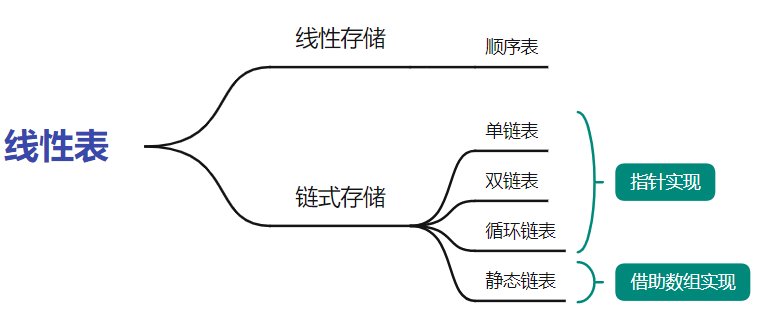 线性表
线性存储
顺序表
链式存储
单链表
双链表
循环链表
指针实现
静态链表
借助数组实现